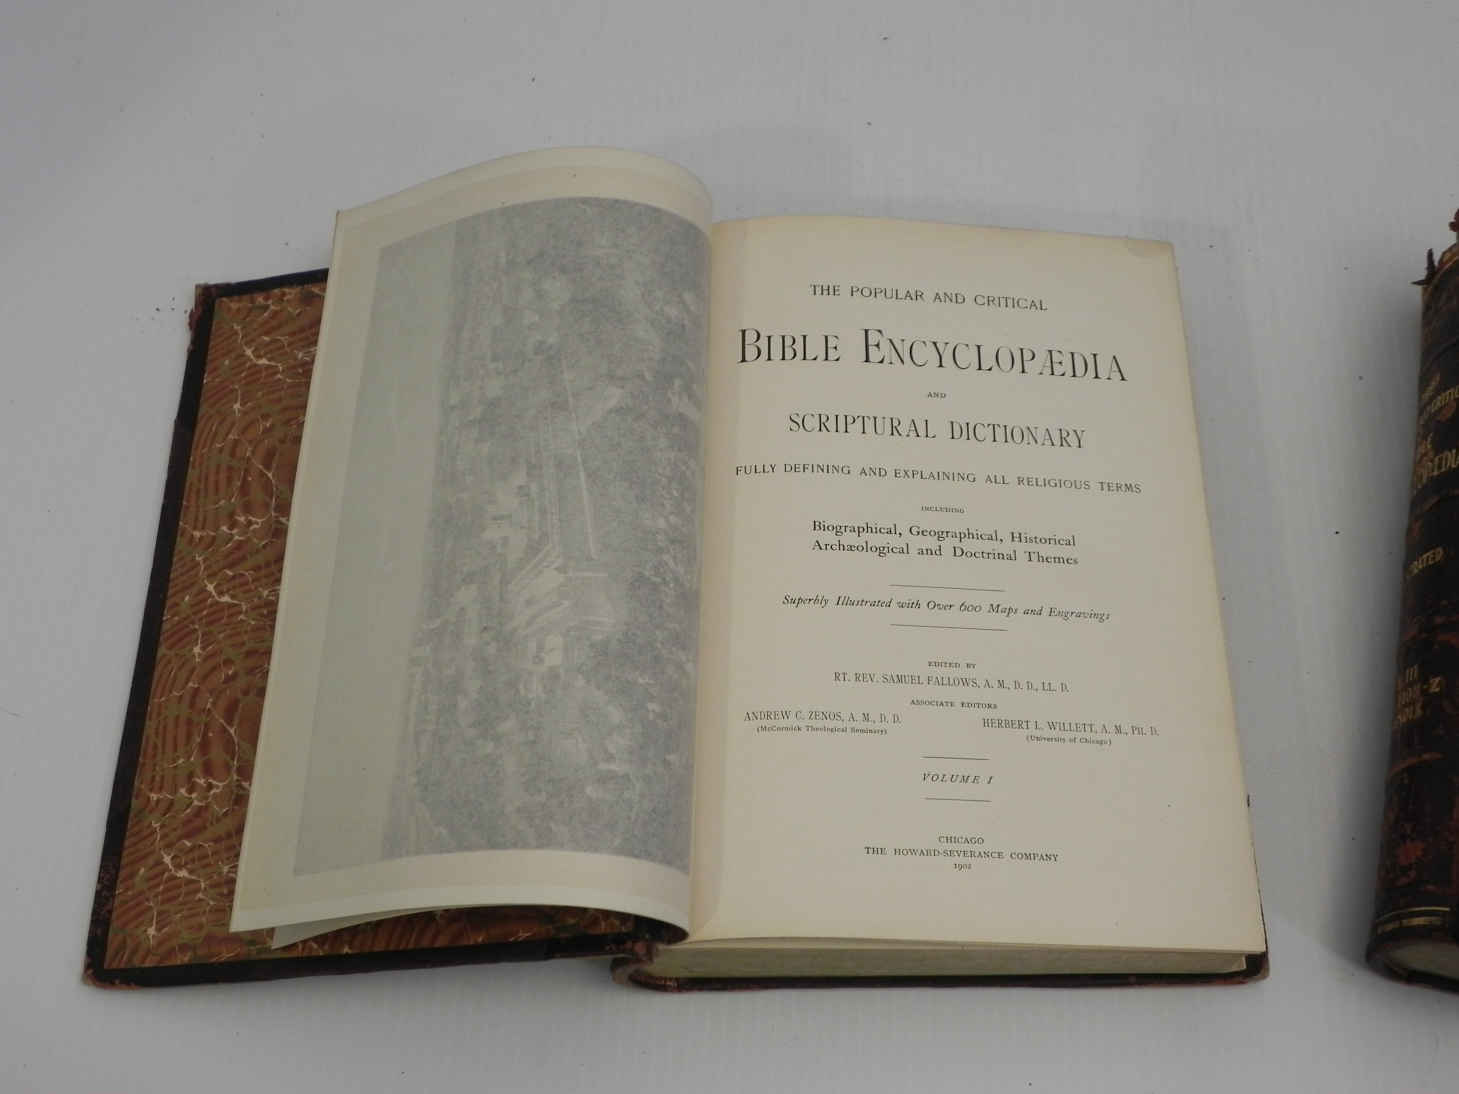 THE POPULAR AND CRITICAL
BIBLE ENCYCLOPÆDIA
AND
SCRIPTURAL DICTIONARY
FULLY DEFINING AND EXPLAINING ALL RELIGIOUS TERMS
INCLUDING
Biographical, Geographical, Historical
Archæological and Doctrinal Themes
Superbly Illustrated with Over 600 Maps and Engravings
EDITED BY
RT. REV. SAMUEL FALLOWS, A. M., D. D., LL. D.
ASSOCIATE EDITORS
ANDREW C. ZENOS, A. M., D. D.
(McCormick Theological Seminary)
HERBERT L. WILLETT, A. M., PH. D.
(University of Chicago)
VOLUME I
CHICAGO
THE HOWARD-SEVERANCE COMPANY
1902